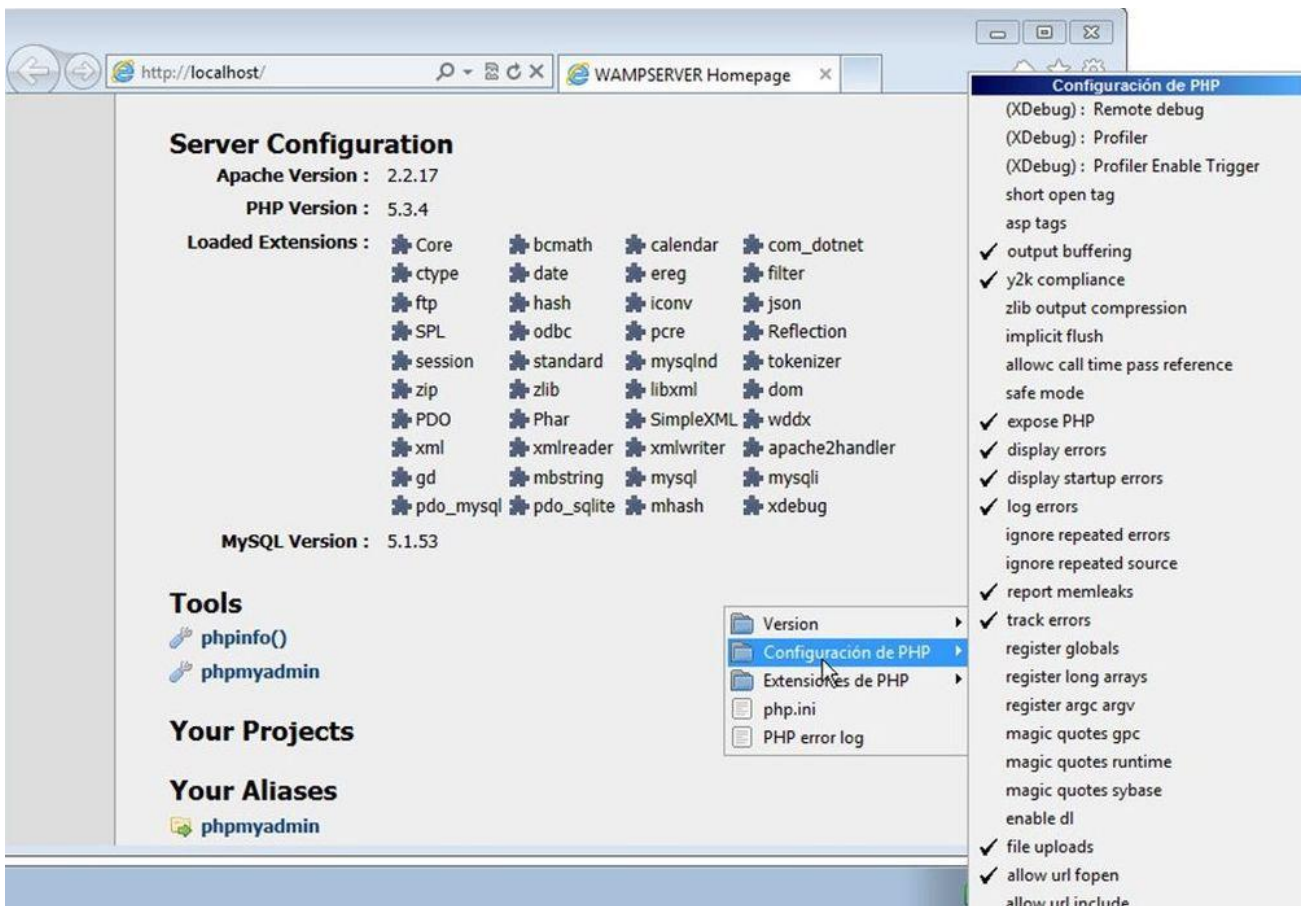 http://localhost/
WAMPSERVER Homepage
Server Configuration
Apache Version : 2.2.17
PHP Version : 5.3.4
Loaded Extensions :
Core bcmath calendar com_dotnet
ctype date ereg filter
ftp hash iconv json
SPL odbc pcre Reflection
session standard mysqlnd tokenizer
zip zlib libxml dom
PDO Phar SimpleXML wddx
xml xmlreader xmlwriter apache2handler
gd mbstring mysql mysqli
pdo_mysql pdo_sqlite mhash xdebug
MySQL Version : 5.1.53
Tools
phpinfo()
phpmyadmin
Your Projects
Your Aliases
phpmyadmin
Version
Configuración de PHP
Extensiones de PHP
php.ini
PHP error log
Configuración de PHP
(XDebug) : Remote debug
(XDebug) : Profiler
(XDebug) : Profiler Enable Trigger
short open tag
asp tags
output buffering
y2k compliance
zlib output compression
implicit flush
allowc call time pass reference
safe mode
expose PHP
display errors
display startup errors
log errors
ignore repeated errors
ignore repeated source
report memleaks
track errors
register globals
register long arrays
register argc argv
magic quotes gpc
magic quotes runtime
magic quotes sybase
enable dl
file uploads
allow url fopen
allow url include